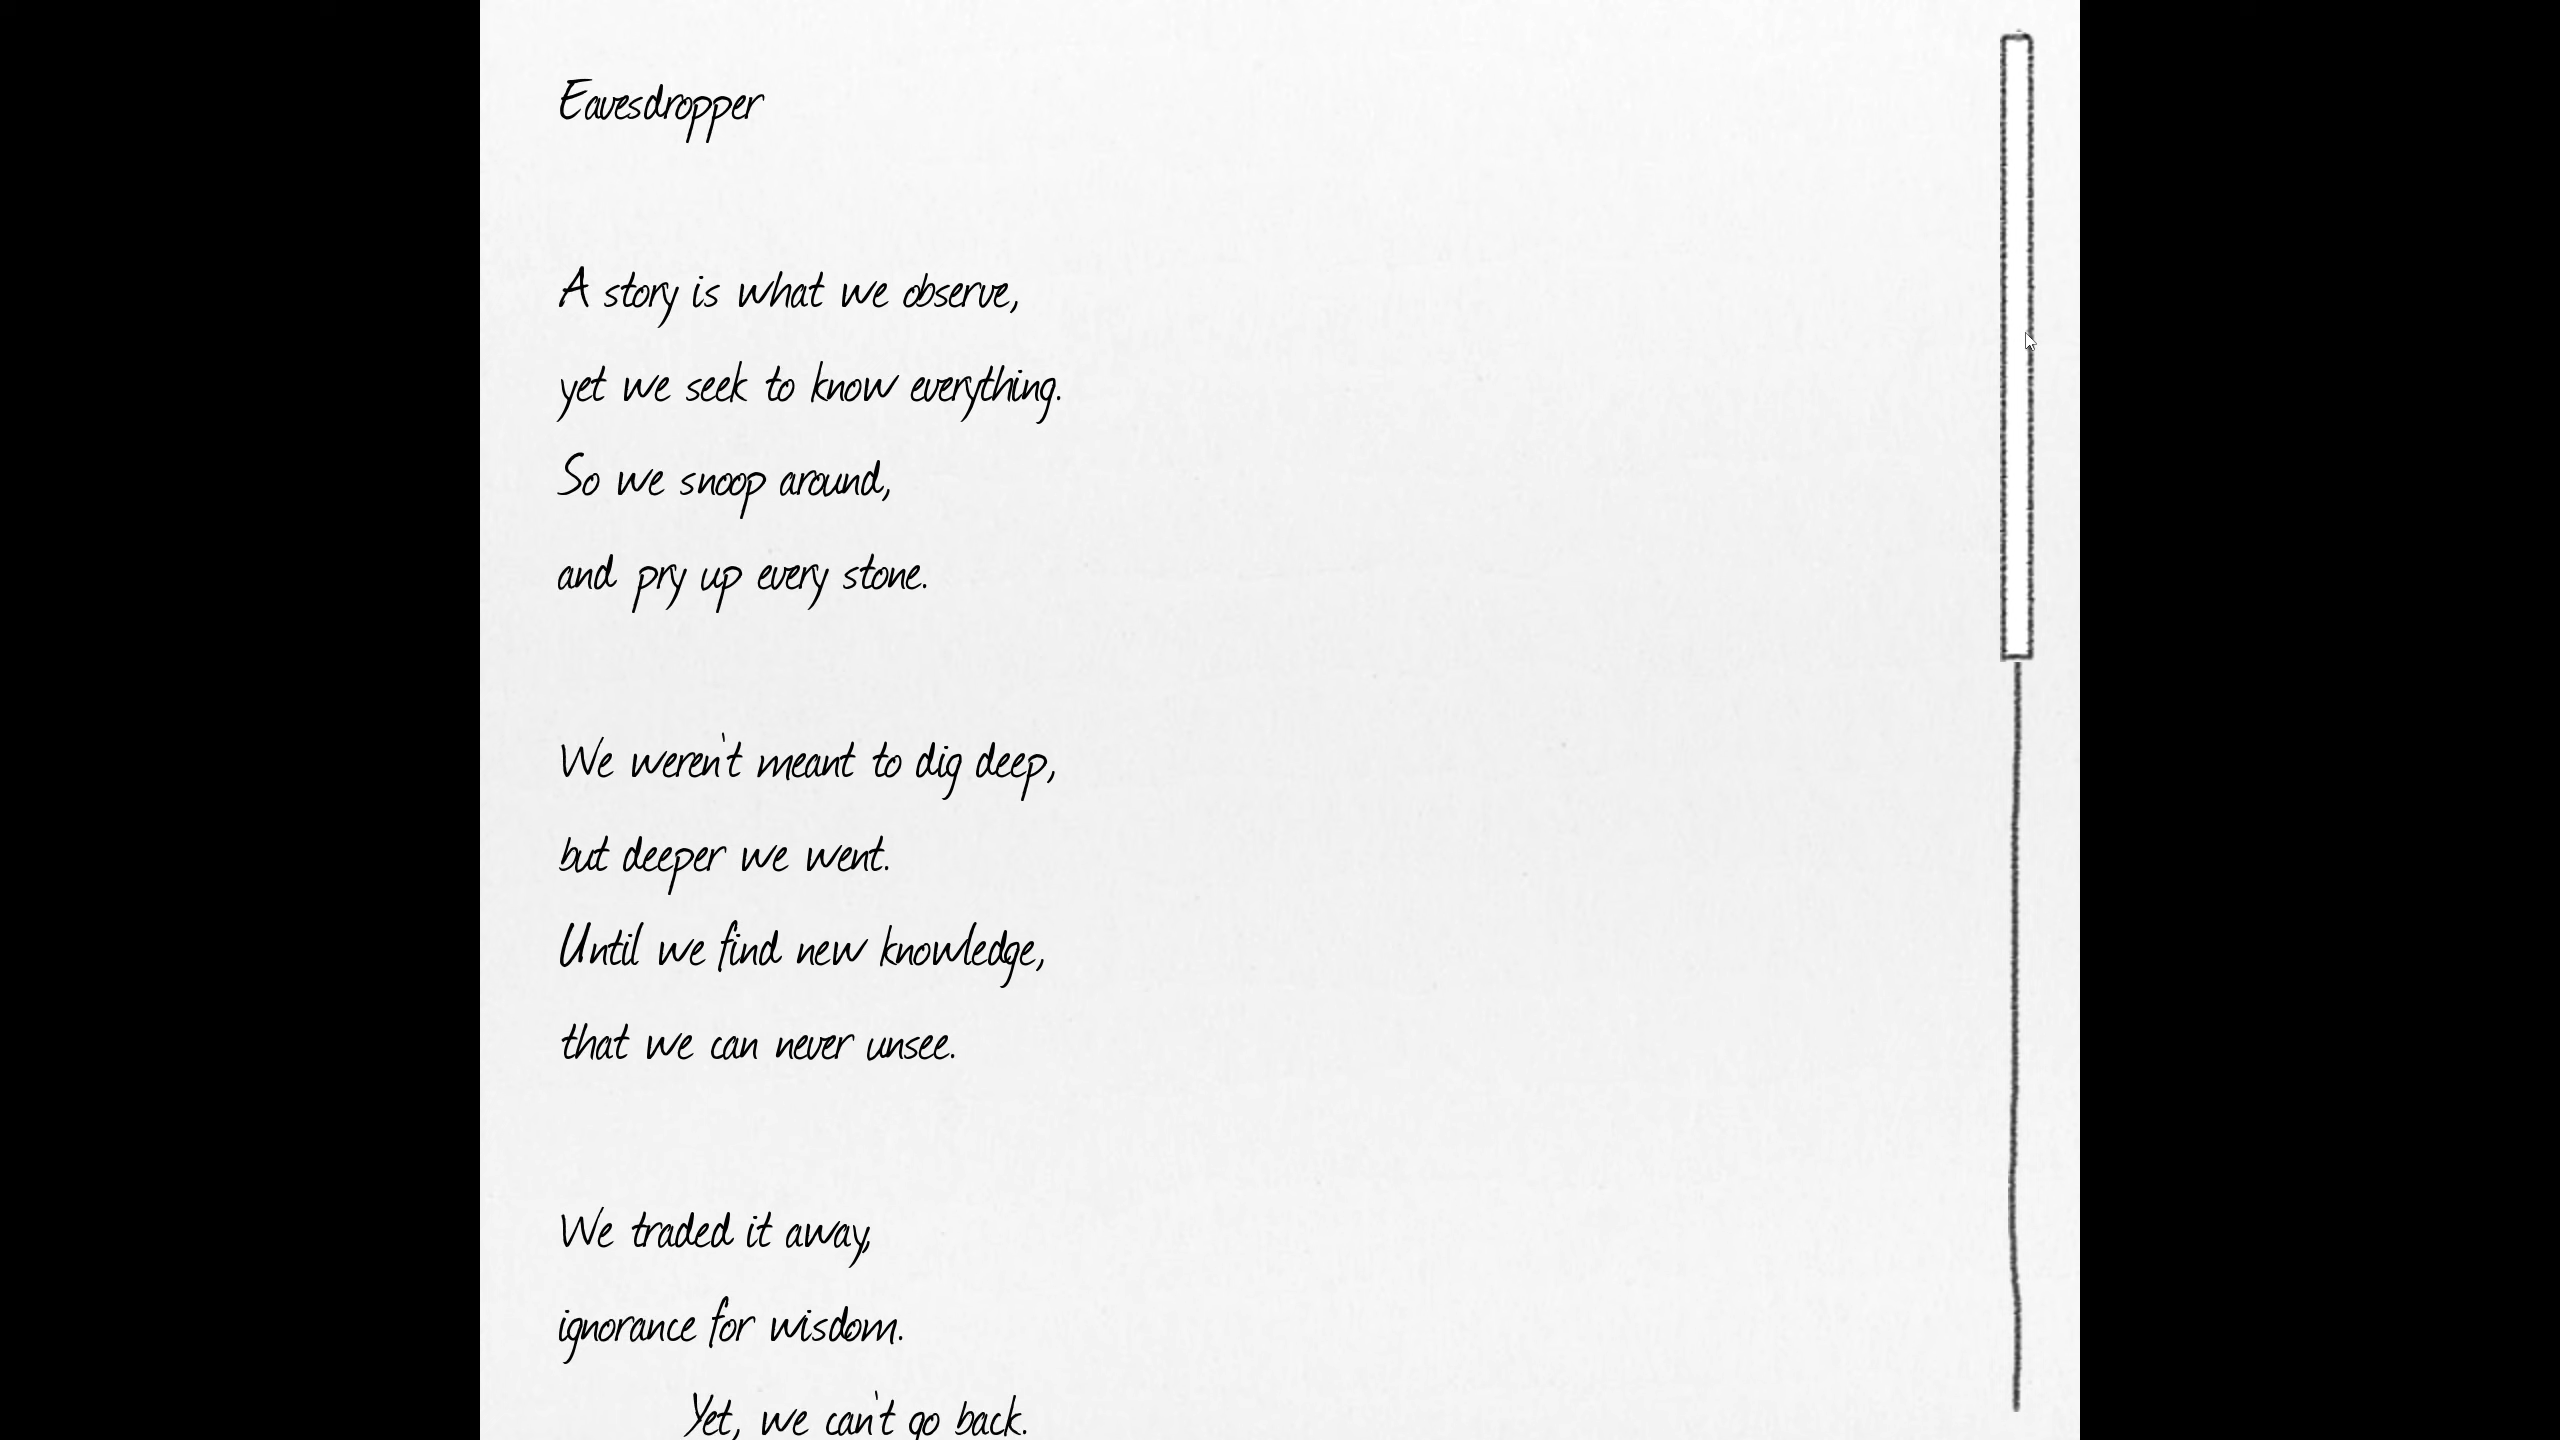 Eavesdropper
A story is what we observe,
yet we seek to know everything.
So we snoop around,
and pry up every stone.
We weren't meant to dig deep,
but deeper we went.
Until we find new knowledge,
that we can never unsee.
We traded it away,
ignorance for wisdom.
Yet, we can't go back.